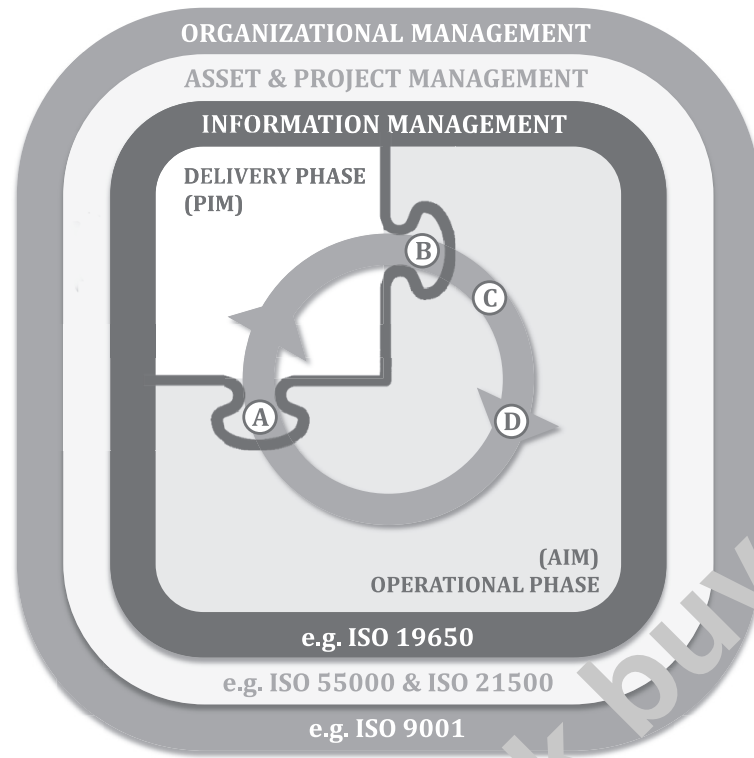 ORGANIZATIONAL MANAGEMENT
ASSET & PROJECT MANAGEMENT
INFORMATION MANAGEMENT
DELIVERY PHASE
(PIM)
B
C
A
D
(AIM)
OPERATIONAL PHASE
e.g. ISO 19650
e.g. ISO 55000 & ISO 21500
e.g. ISO 9001